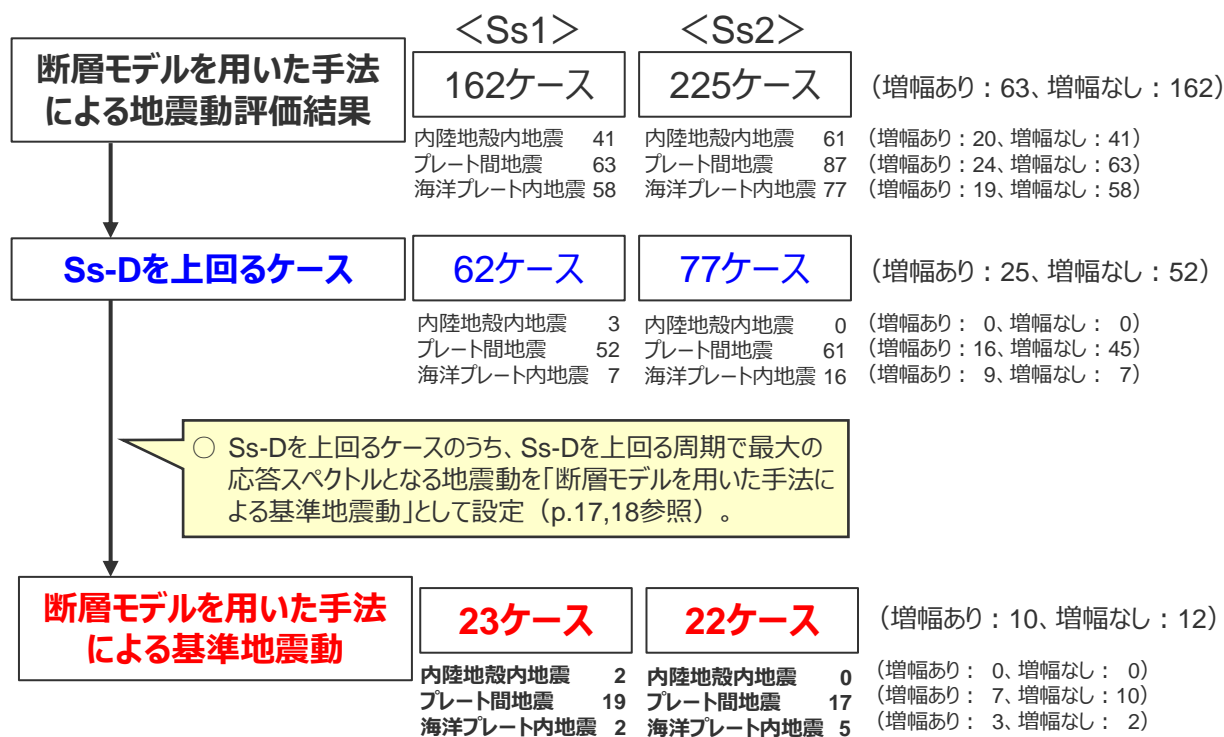 <Ss1> <Ss2>
断層モデルを用いた手法
による地震動評価結果
162ケース 225ケース (増幅あり：63、増幅なし：162)
内陸地殻内地震 41 内陸地殻内地震 61 (増幅あり：20、増幅なし：41)
プレート間地震 63 プレート間地震 87 (増幅あり：24、増幅なし：63)
海洋プレート内地震 58 海洋プレート内地震 77 (増幅あり：19、増幅なし：58)
Ss-Dを上回るケース 62ケース 77ケース (増幅あり：25、増幅なし：52)
内陸地殻内地震 3 内陸地殻内地震 0 (増幅あり： 0、増幅なし： 0)
プレート間地震 52 プレート間地震 61 (増幅あり：16、増幅なし：45)
海洋プレート内地震 7 海洋プレート内地震 16 (増幅あり： 9、増幅なし： 7)
○ Ss-Dを上回るケースのうち、Ss-Dを上回る周期で最大の
応答スペクトルとなる地震動を「断層モデルを用いた手法に
よる基準地震動」として設定（p.17,18参照）。
断層モデルを用いた手法
による基準地震動
23ケース 22ケース (増幅あり：10、増幅なし：12)
内陸地殻内地震 2 内陸地殻内地震 0 (増幅あり： 0、増幅なし： 0)
プレート間地震 19 プレート間地震 17 (増幅あり： 7、増幅なし：10)
海洋プレート内地震 2 海洋プレート内地震 5 (増幅あり： 3、増幅なし： 2)